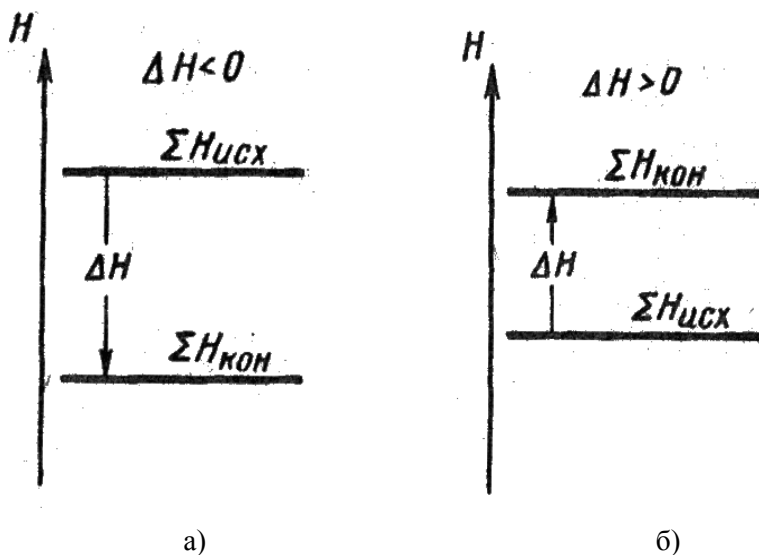 H
ΔH<0
ΣHисх
ΔH
ΣHкон
а)
H
ΔH>0
ΣHкон
ΔH
ΣHисх
б)